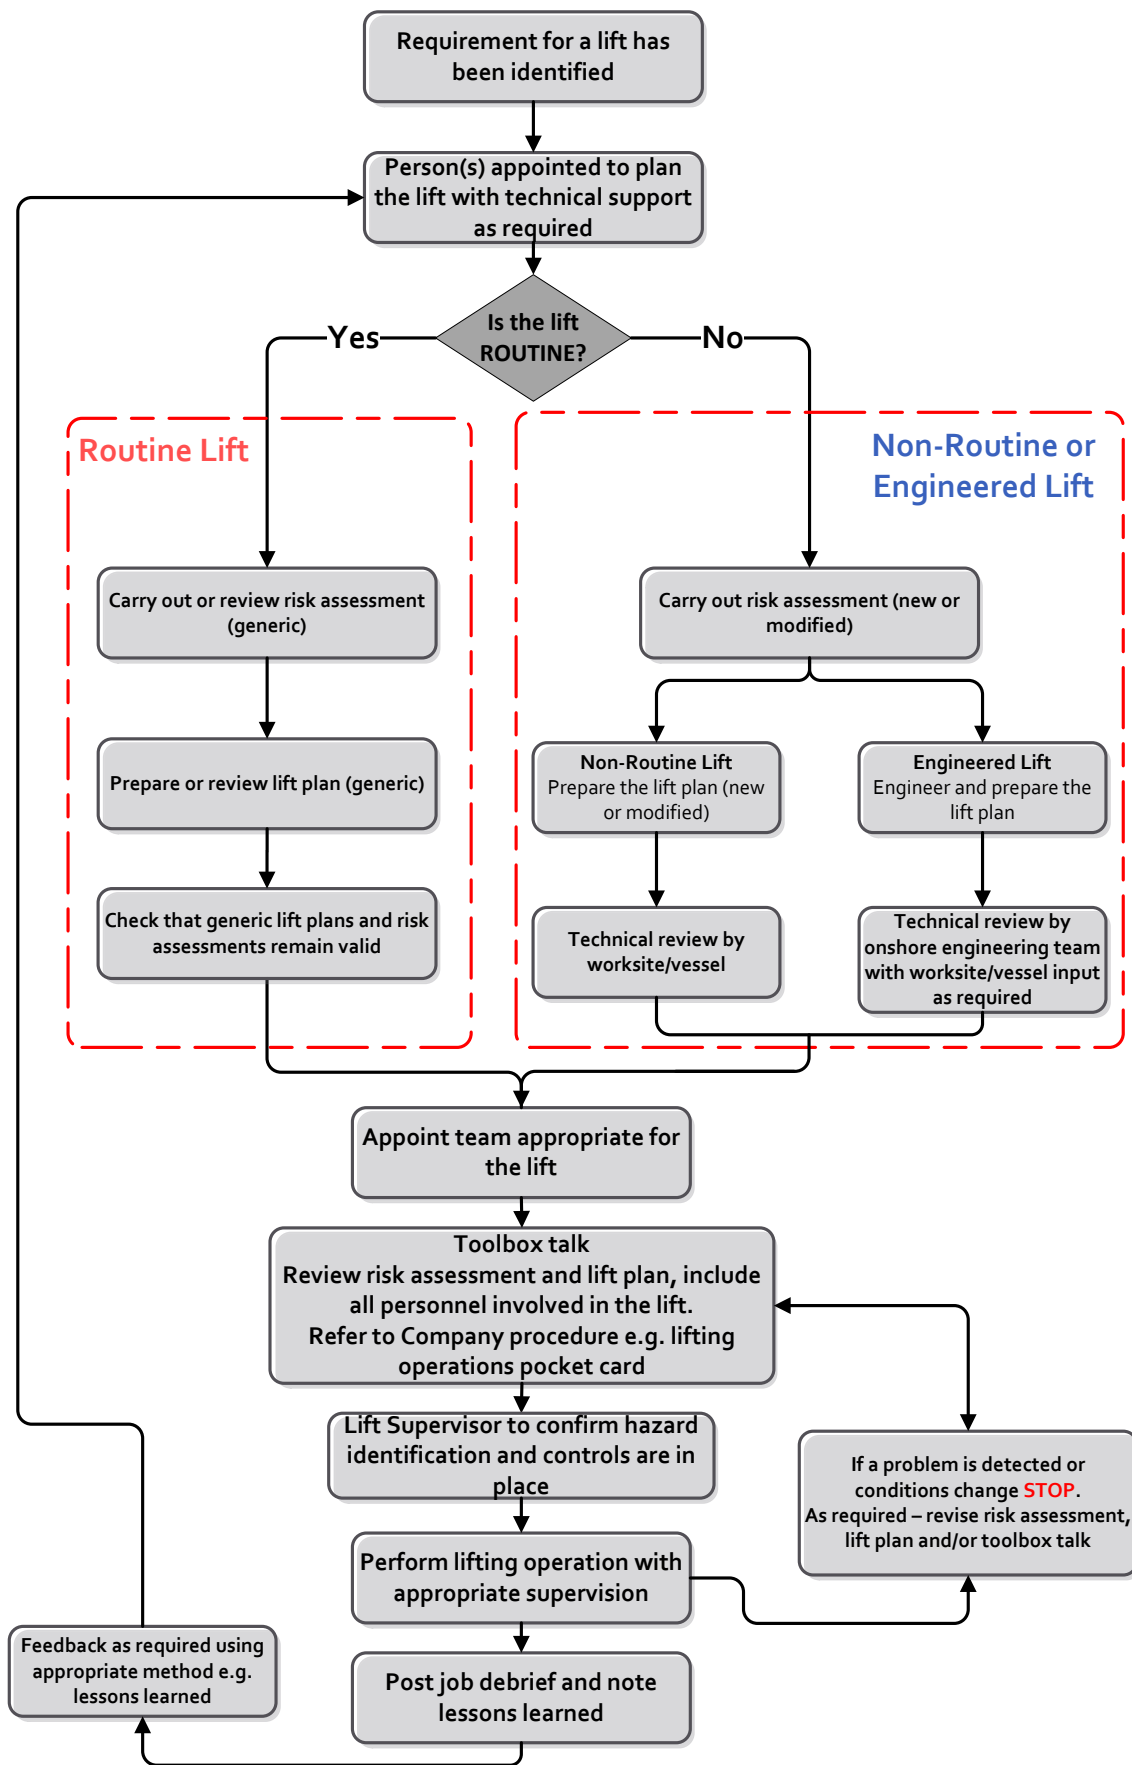 Requirement for a lift has
been identified
Person(s) appointed to plan
the lift with technical support
as required
Is the lift
ROUTINE?
Yes
No
Routine Lift
Carry out or review risk assessment
(generic)
Prepare or review lift plan (generic)
Check that generic lift plans and risk
assessments remain valid
Non-Routine or
Engineered Lift
Carry out risk assessment (new or
modified)
Non-Routine Lift
Prepare the lift plan (new
or modified)
Engineered Lift
Engineer and prepare the
lift plan
Technical review by
worksite/vessel
Technical review by
onshore engineering team
with worksite/vessel input
as required
Appoint team appropriate for
the lift
Toolbox talk
Review risk assessment and lift plan, include
all personnel involved in the lift.
Refer to Company procedure e.g. lifting
operations pocket card
Lift Supervisor to confirm hazard
identification and controls are in
place
If a problem is detected or
conditions change STOP.
As required – revise risk assessment,
lift plan and/or toolbox talk
Perform lifting operation with
appropriate supervision
Post job debrief and note
lessons learned
Feedback as required using
appropriate method e.g.
lessons learned